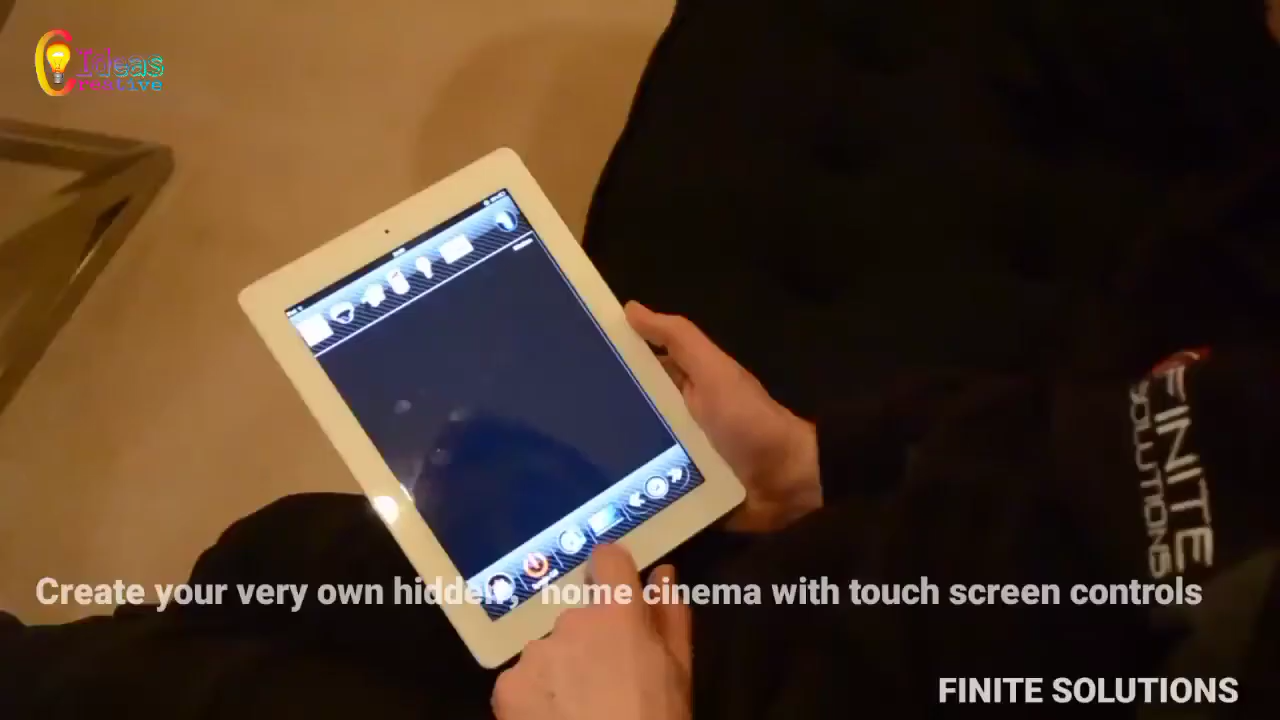 Ideas
Creative
FINITE
SOLUTIONS
Create your very own hidden, home cinema with touch screen controls
FINITE SOLUTIONS